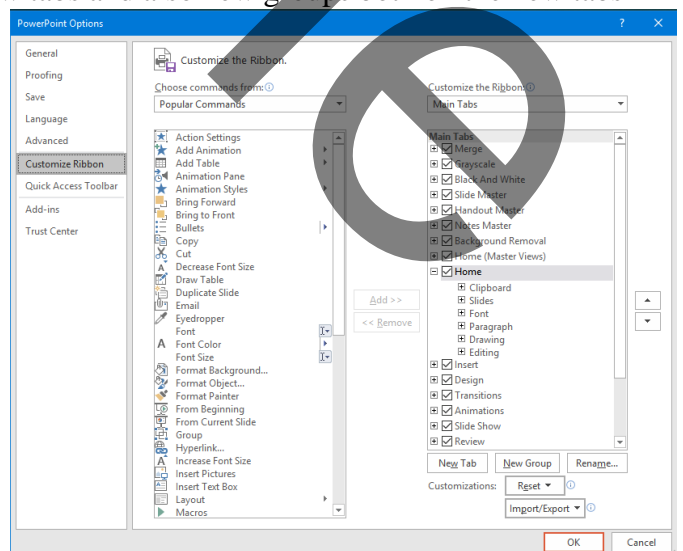 PowerPoint Options
General
Proofing
Save
Language
Advanced
Customize Ribbon
Quick Access Toolbar
Add-ins
Trust Center
Customize the Ribbon.
Choose commands from:
Popular Commands
Action Settings
Add Animation
Add Table
Animation Pane
Animation Styles
Bring Forward
Bring to Front
Bullets
Copy
Cut
Decrease Font Size
Draw Table
Duplicate Slide
Email
Eyedropper
Font
Font Color
Font Size
Format Background...
Format Object...
Format Painter
From Beginning
From Current Slide
Group
Hyperlink...
Increase Font Size
Insert Pictures
Insert Text Box
Layout
Macros
Add >>
<< Remove
Customize the Ribbon:
Main Tabs
Main Tabs
Merge
Grayscale
Black And White
Slide Master
Handout Master
Notes Master
Background Removal
Home (Master Views)
Home
Clipboard
Slides
Font
Paragraph
Drawing
Editing
Insert
Design
Transitions
Animations
Slide Show
Review
New Tab New Group Rename...
Customizations: Reset
Import/Export
OK Cancel